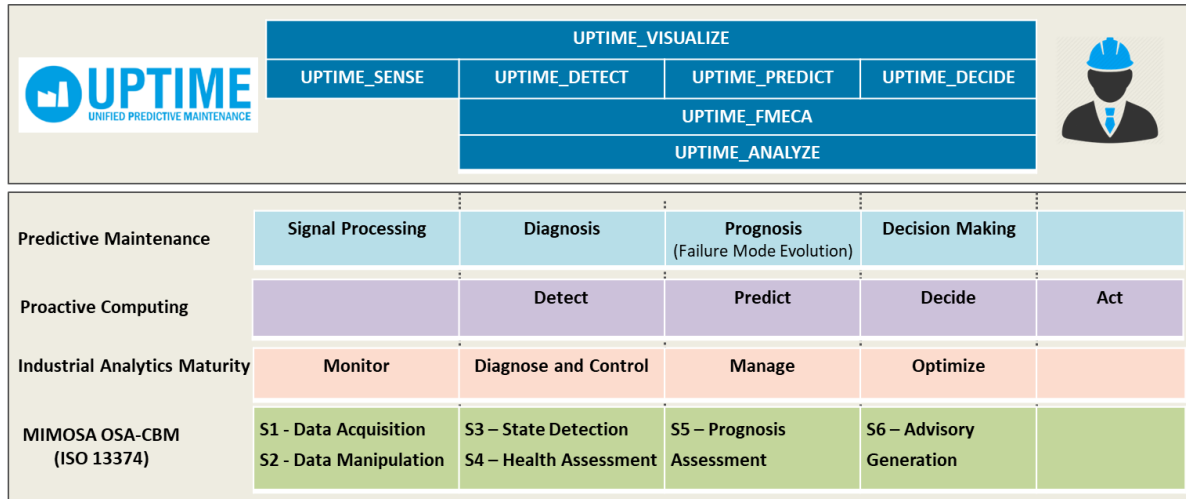 UPTIME_VISUALIZE
UPTIME
UNIFIED PREDICTIVE MAINTENANCE
UPTIME_SENSE
UPTIME_DETECT
UPTIME_PREDICT
UPTIME_DECIDE
UPTIME_FMECA
UPTIME_ANALYZE
Predictive Maintenance
Signal Processing
Diagnosis
Prognosis
(Failure Mode Evolution)
Decision Making
Proactive Computing
Detect
Predict
Decide
Act
Industrial Analytics Maturity
Monitor
Diagnose and Control
Manage
Optimize
MIMOSA OSA-CBM
(ISO 13374)
S1 - Data Acquisition
S2 - Data Manipulation
S3 – State Detection
S4 – Health Assessment
S5 – Prognosis
Assessment
S6 – Advisory
Generation